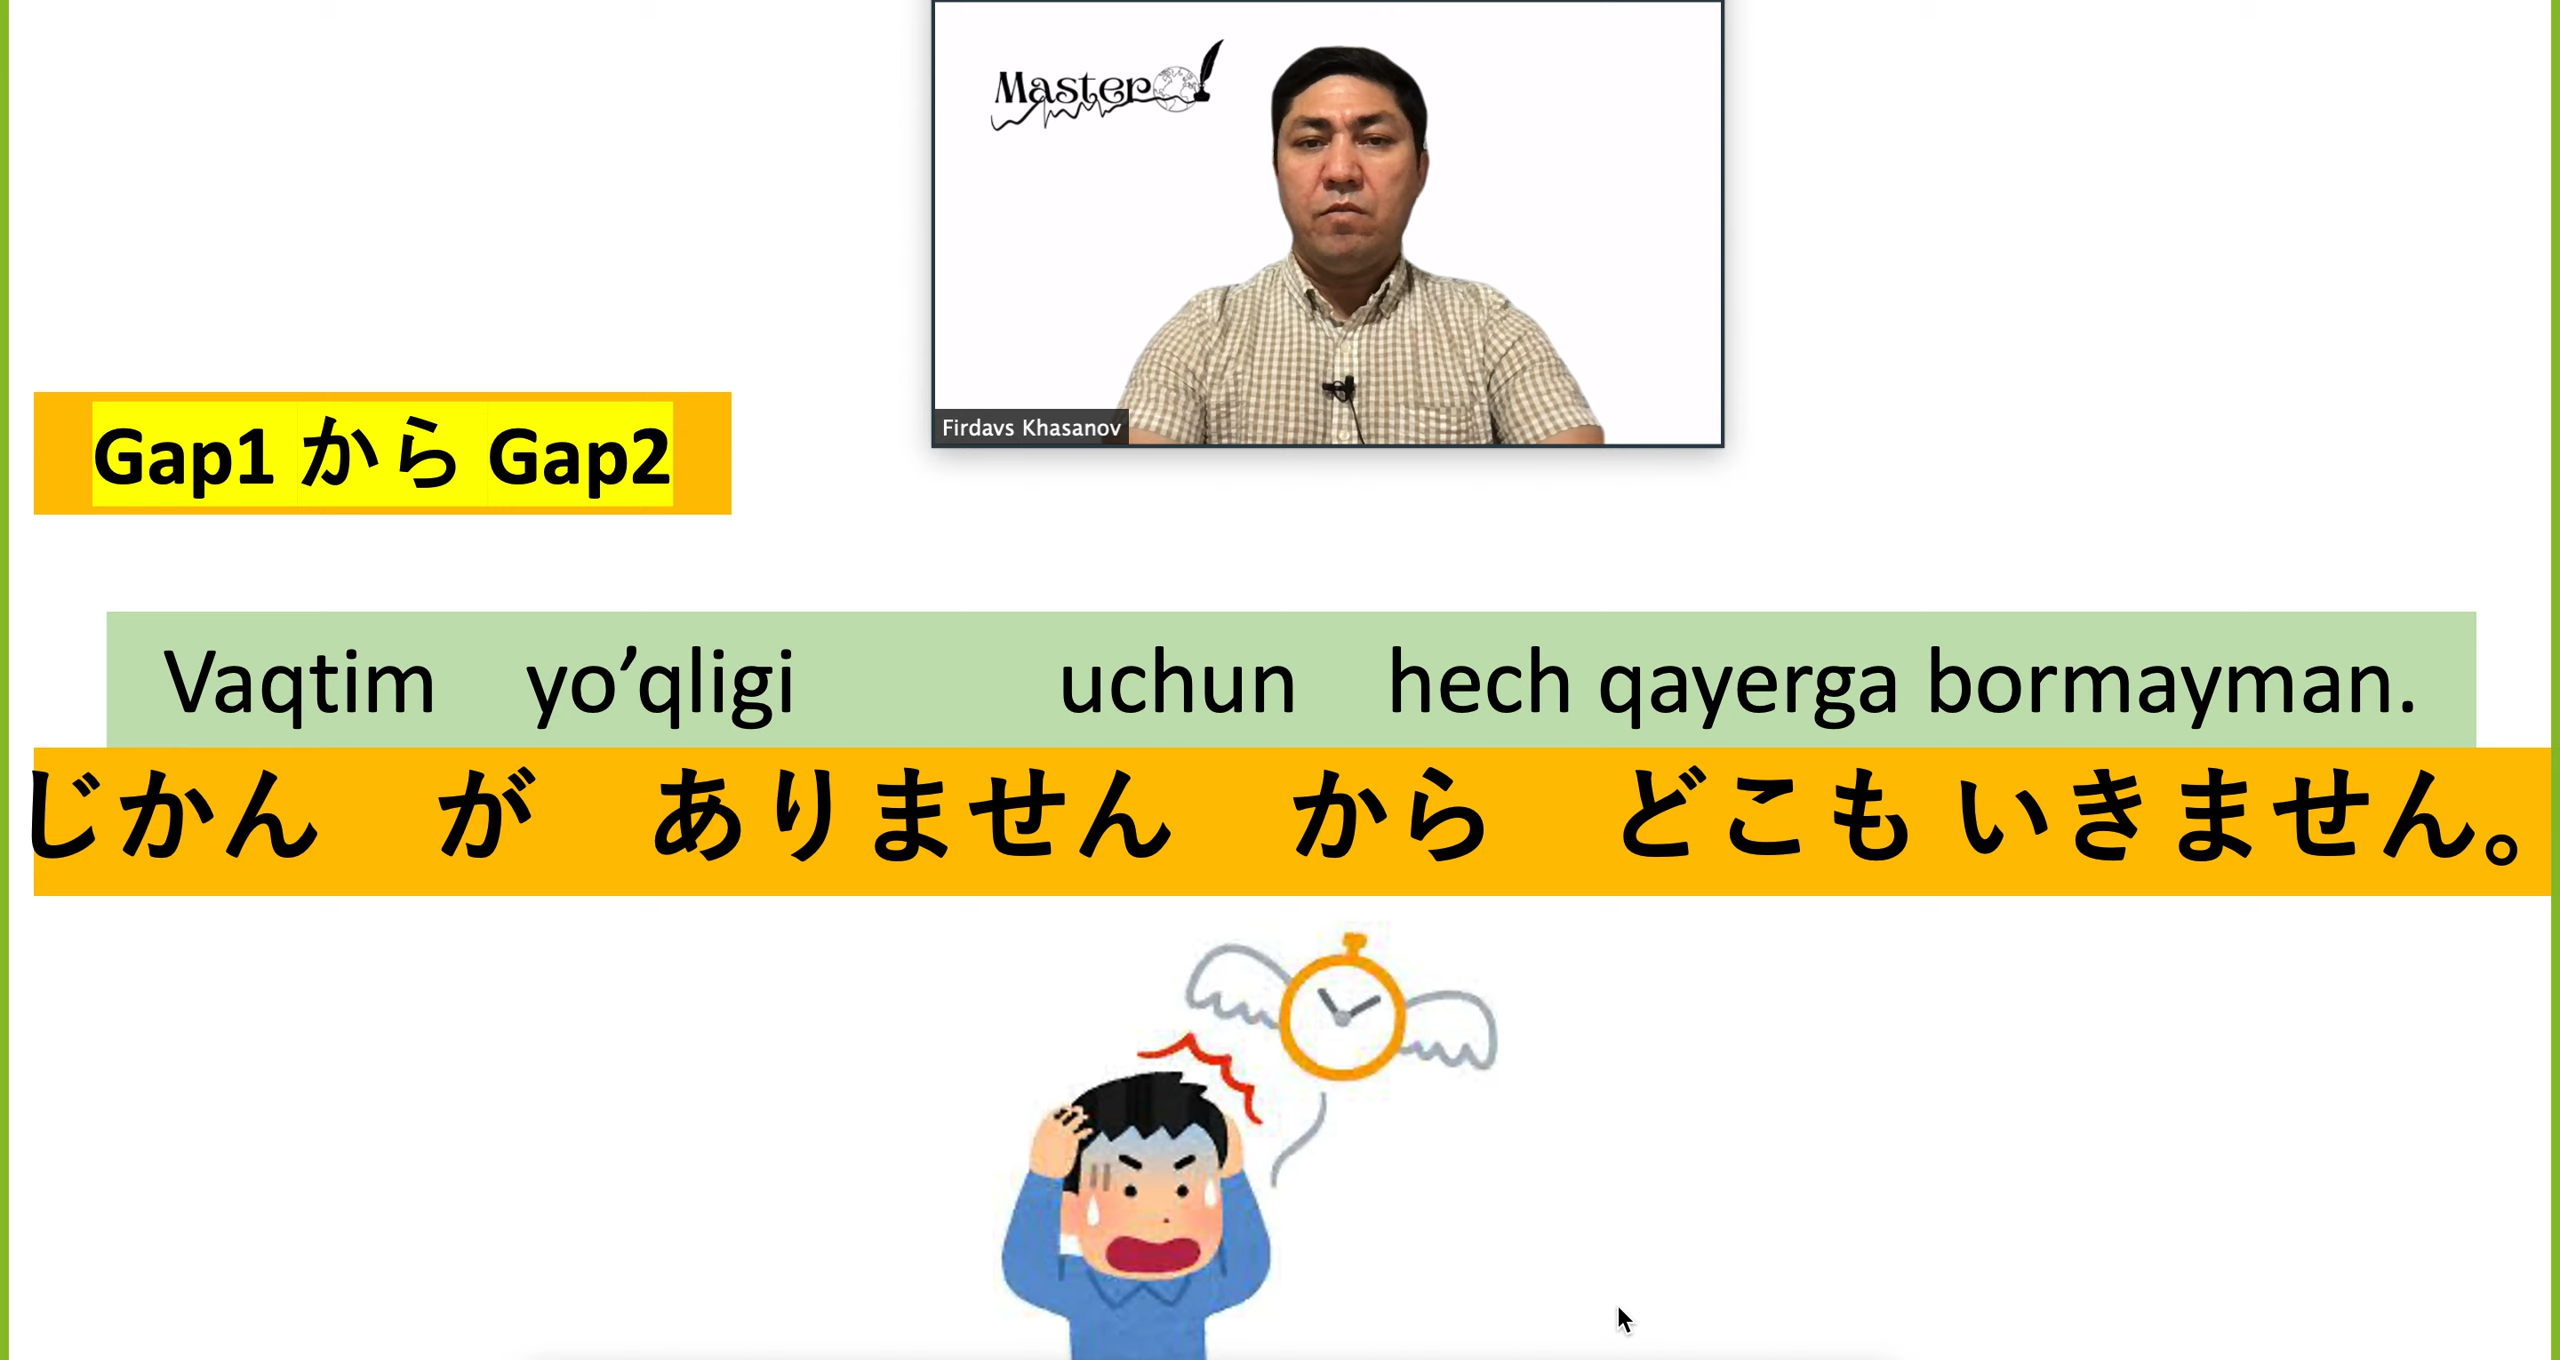 Master
Firdavs Khasanov
Gap1 から Gap2
Vaqtim yo’qligi uchun hech qayerga bormayman.
じかん が ありません から どこも いきません。